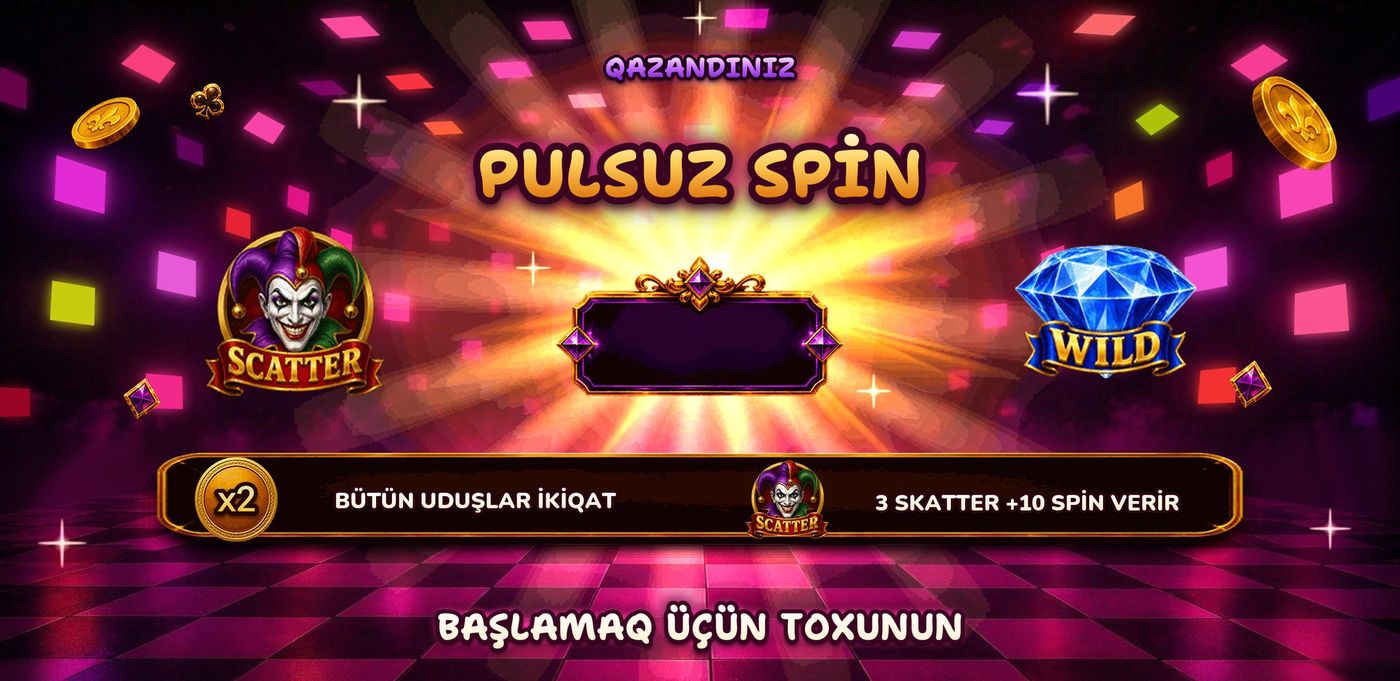 QAZANDINIZ
PULSUZ SPİN
SCATTER
WILD
x2
BÜTÜN UDUŞLAR İKİQAT
SCATTER
3 SKATTER +10 SPİN VERİR
BAŞLAMAQ ÜÇÜN TOXUNUN